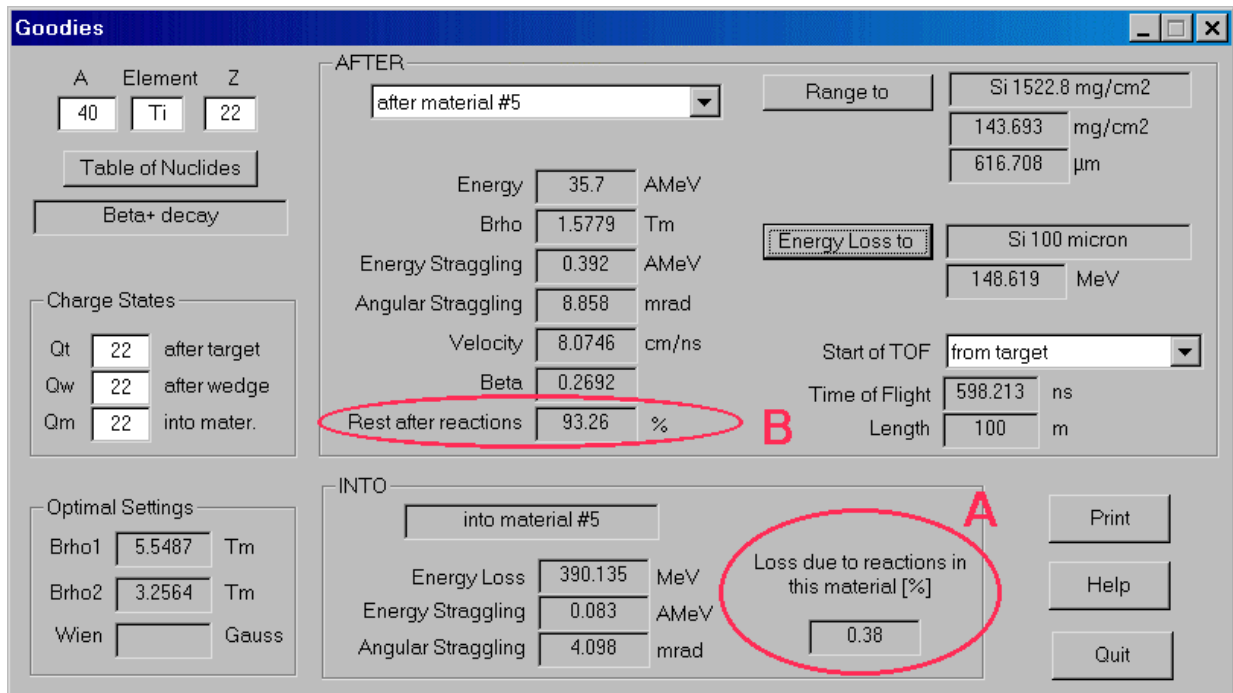 Goodies
A Element Z
40 Ti 22
Table of Nuclides
Beta+ decay
Charge States
Qt 22 after target
Qw 22 after wedge
Qm 22 into mater.
Optimal Settings
Brho1 5.5487 Tm
Brho2 3.2564 Tm
Wien Gauss
AFTER
after material #5
Energy 35.7 AMeV
Brho 1.5779 Tm
Energy Straggling 0.392 AMeV
Angular Straggling 8.858 mrad
Velocity 8.0746 cm/ns
Beta 0.2692
Rest after reactions 93.26 % B
Range to Si 1522.8 mg/cm2
143.693 mg/cm2
616.708 µm
Energy Loss to Si 100 micron
148.619 MeV
Start of TOF from target
Time of Flight 598.213 ns
Length 100 m
INTO
into material #5
Energy Loss 390.135 MeV
Energy Straggling 0.083 AMeV
Angular Straggling 4.098 mrad
A
Loss due to reactions in
this material [%]
0.38
Print
Help
Quit